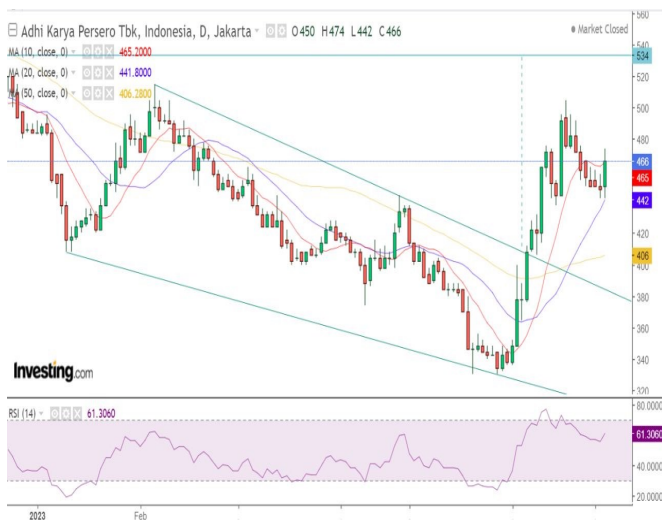 Adhi Karya Persero Tbk, Indonesia, D, Jakarta O450 H474 L442 C466
Market Closed
MA (10, close, 0) 465.2000
MA (20, close, 0) 441.8000
MA (50, close, 0) 406.2800
560
540
534
520
500
480
466
465
442
420
406
400
380
360
340
320
Investing.com
RSI (14) 61.3060
80.0000
61.3060
40.0000
20.0000
2023 Feb